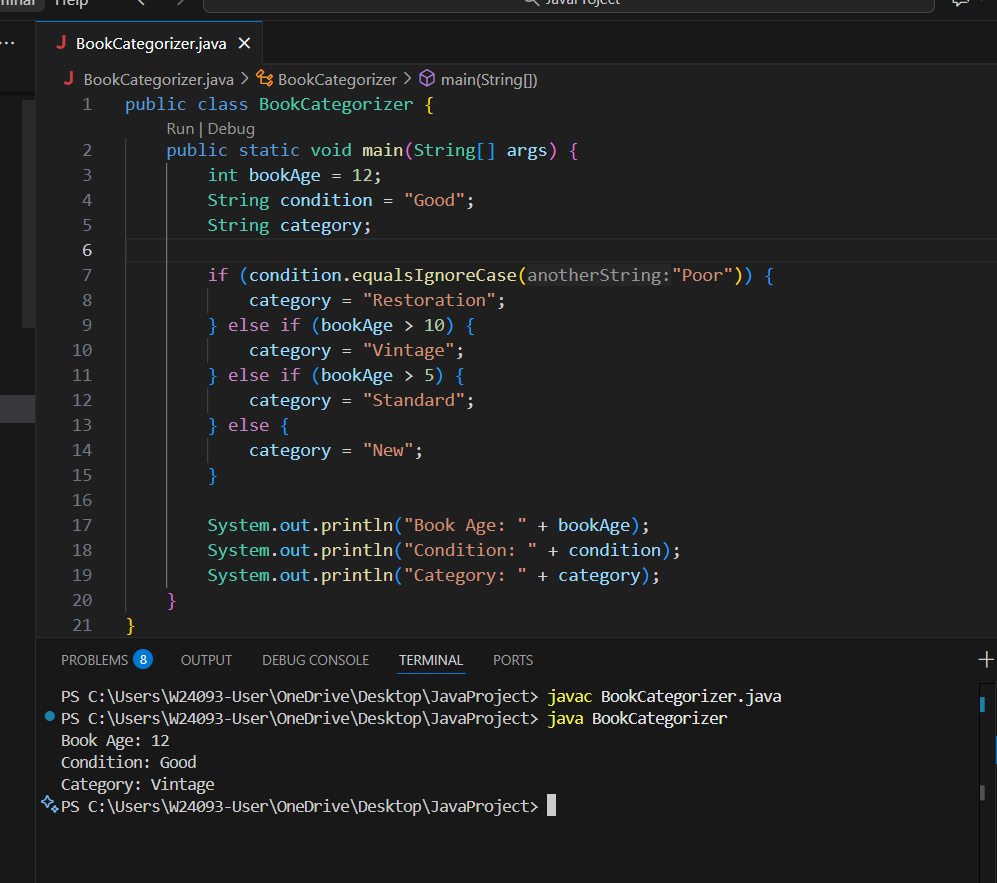 Help
JavaProject
BookCategorizer.java
BookCategorizer.java > BookCategorizer > main(String[])
1 public class BookCategorizer {
Run | Debug
2 public static void main(String[] args) {
3 int bookAge = 12;
4 String condition = "Good";
5 String category;
6
7 if (condition.equalsIgnoreCase(anotherString:"Poor")) {
8 category = "Restoration";
9 } else if (bookAge > 10) {
10 category = "Vintage";
11 } else if (bookAge > 5) {
12 category = "Standard";
13 } else {
14 category = "New";
15 }
16
17 System.out.println("Book Age: " + bookAge);
18 System.out.println("Condition: " + condition);
19 System.out.println("Category: " + category);
20 }
21 }
PROBLEMS 8 OUTPUT DEBUG CONSOLE TERMINAL PORTS
PS C:\Users\W24093-User\OneDrive\Desktop\JavaProject> javac BookCategorizer.java
PS C:\Users\W24093-User\OneDrive\Desktop\JavaProject> java BookCategorizer
Book Age: 12
Condition: Good
Category: Vintage
PS C:\Users\W24093-User\OneDrive\Desktop\JavaProject>